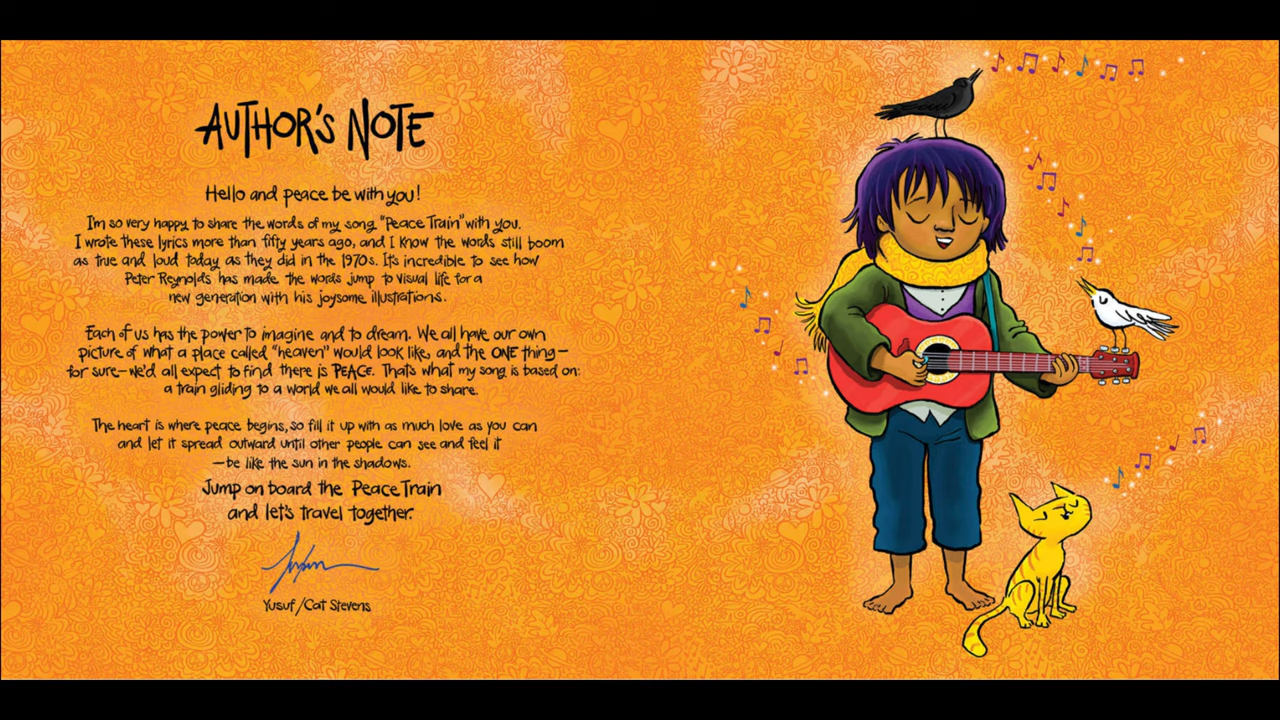 AUTHOR'S NOTE
Hello and peace be with you!
I'm so very happy to share the words of my song "Peace Train" with you.
I wrote these lyrics more than fifty years ago, and I know the words still boom
as true and loud today as they did in the 1970s. It's incredible to see how
Peter Reynolds has made the words jump to visual life for a
new generation with his joysome illustrations.
Each of us has the power to imagine and to dream. We all have our own
picture of what a place called "heaven" would look like, and the ONE thing—
for sure—we'd all expect to find there is PEACE. That's what my song is based on:
a train gliding to a world we all would like to share.
The heart is where peace begins, so fill it up with as much love as you can
and let it spread outward until other people can see and feel it
—be like the sun in the shadows.
Jump on board the Peace Train
and let's travel together.
Yusuf/Cat Stevens